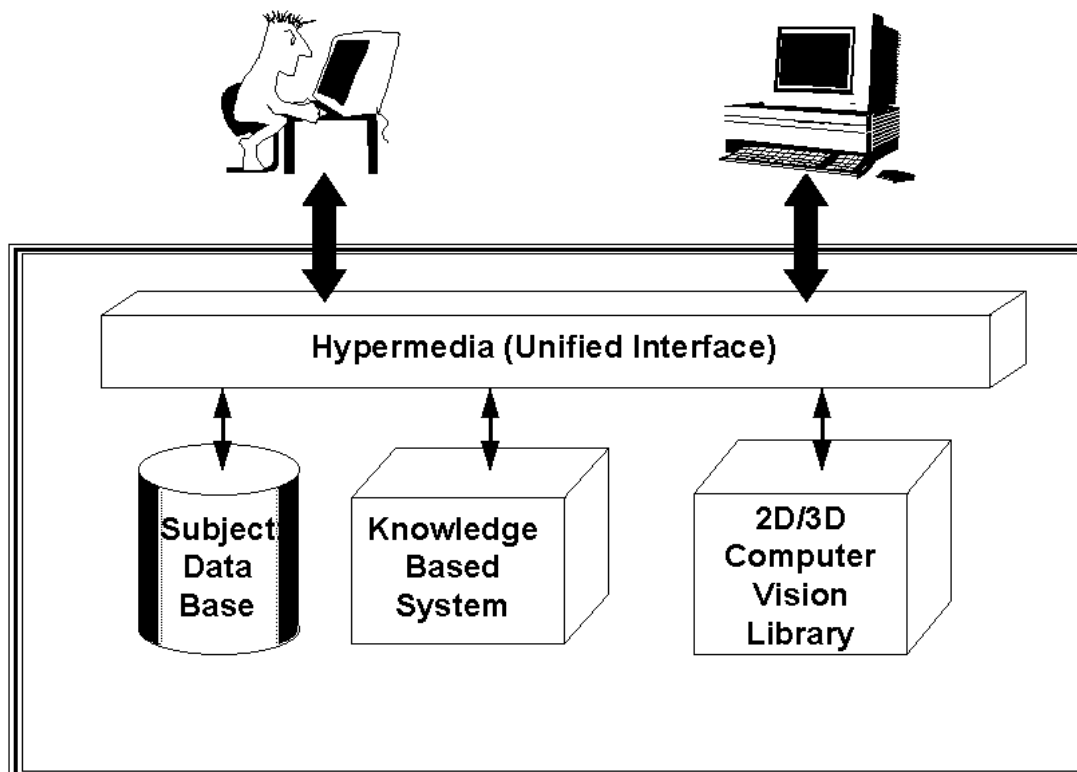 Hypermedia (Unified Interface)
Subject
Data
Base
Knowledge
Based
System
2D/3D
Computer
Vision
Library